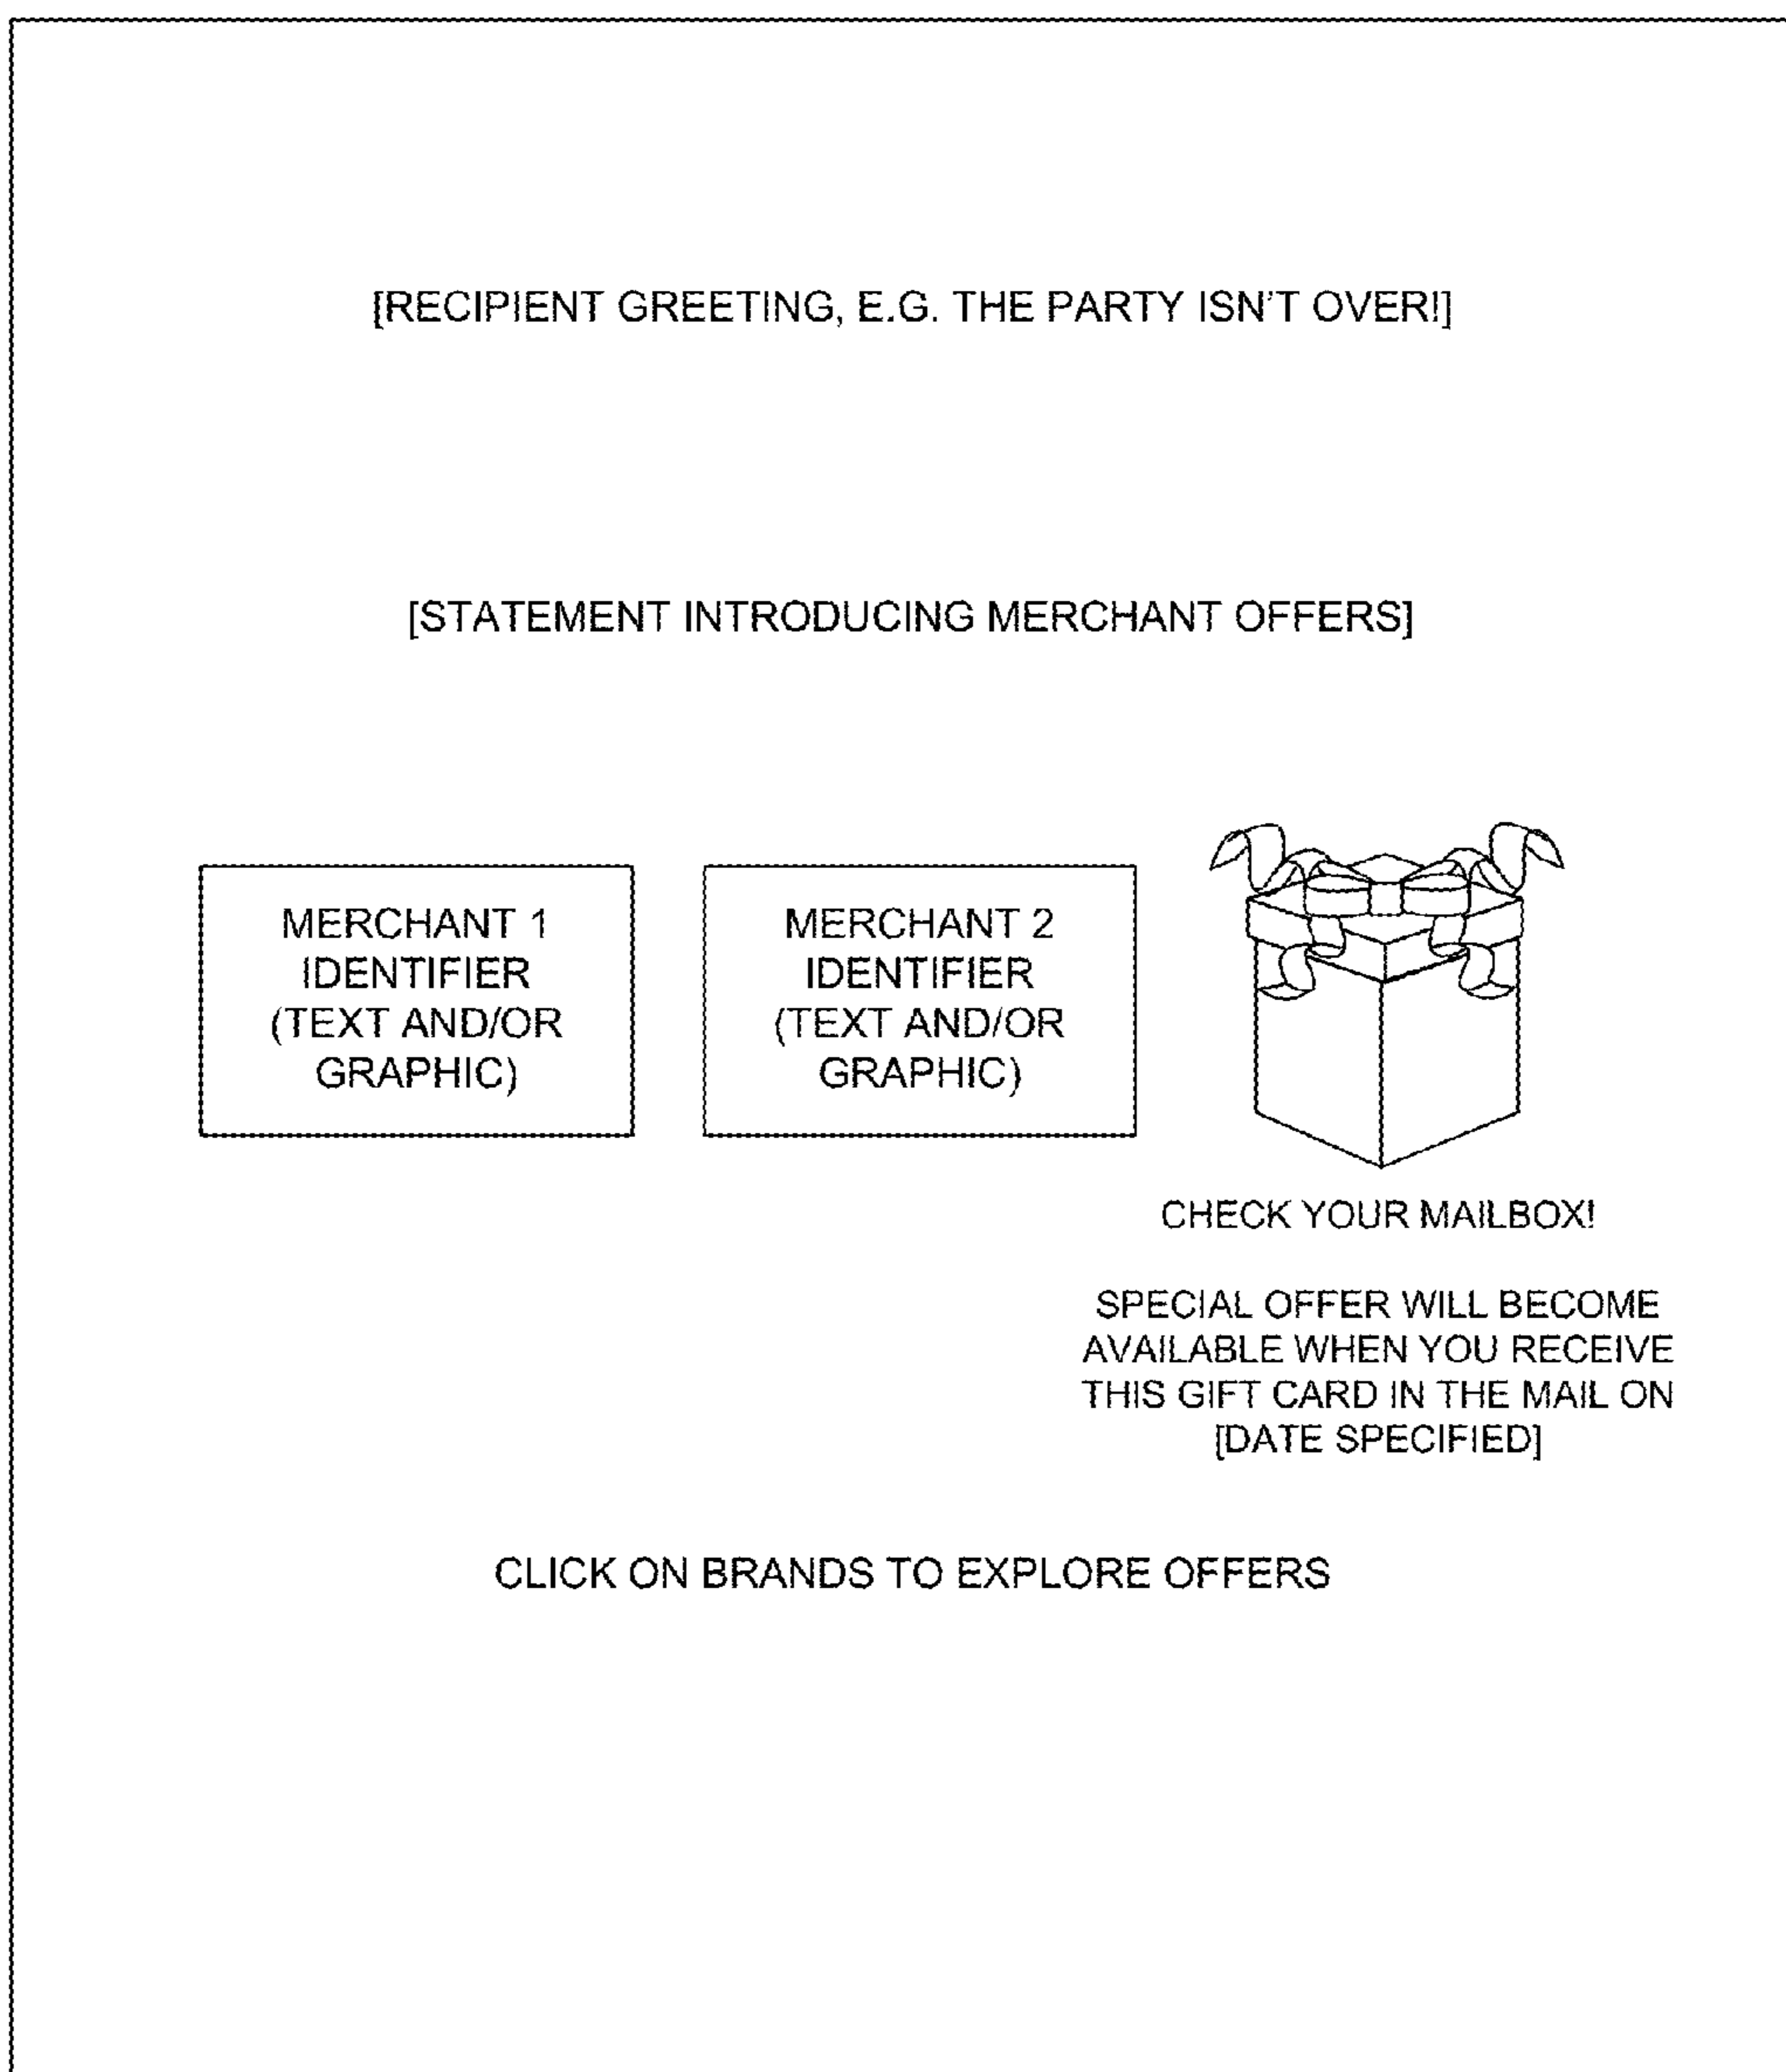 [RECIPIENT GREETING, E.G. THE PARTY ISN'T OVER!]
[STATEMENT INTRODUCING MERCHANT OFFERS]
MERCHANT 1
IDENTIFIER
(TEXT AND/OR
GRAPHIC)
MERCHANT 2
IDENTIFIER
(TEXT AND/OR
GRAPHIC)
CHECK YOUR MAILBOX!
SPECIAL OFFER WILL BECOME
AVAILABLE WHEN YOU RECEIVE
THIS GIFT CARD IN THE MAIL ON
[DATE SPECIFIED]
CLICK ON BRANDS TO EXPLORE OFFERS